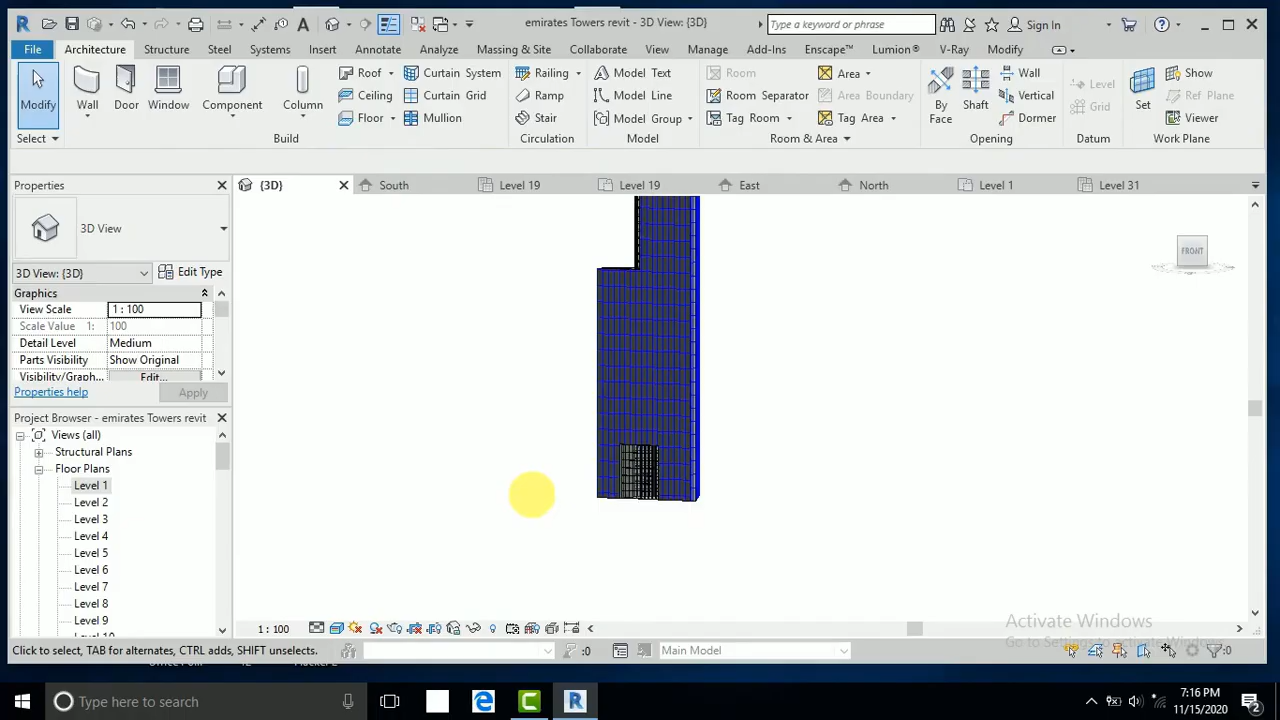 emirates Towers revit - 3D View: {3D}
Type a keyword or phrase
Sign In
File Architecture Structure Steel Systems Insert Annotate Analyze Massing & Site Collaborate View Manage Add-Ins Enscape™ Lumion® V-Ray Modify
Modify Wall Door Window Component Column
Roof Curtain System Railing Model Text Room Area Wall Level Show
Ceiling Curtain Grid Ramp Model Line Room Separator Area Boundary By Face Shaft Vertical Grid Set Ref Plane
Floor Mullion Stair Model Group Tag Room Tag Area Dormer Viewer
Select Build Circulation Model Room & Area Opening Datum Work Plane
Properties
{3D} South Level 19 Level 19 East North Level 1 Level 31
3D View
FRONT
3D View: {3D} Edit Type
Graphics
View Scale 1 : 100
Scale Value 1: 100
Detail Level Medium
Parts Visibility Show Original
Visibility/Graph... Edit...
Properties help Apply
Project Browser - emirates Towers revit
Views (all)
Structural Plans
Floor Plans
Level 1
Level 2
Level 3
Level 4
Level 5
Level 6
Level 7
Level 8
Level 9
1 : 100
Activate Windows
Go to Settings to activate Windows.
Click to select, TAB for alternates, CTRL adds, SHIFT unselects.
:0
Main Model
:0
Type here to search
7:16 PM
11/15/2020
2